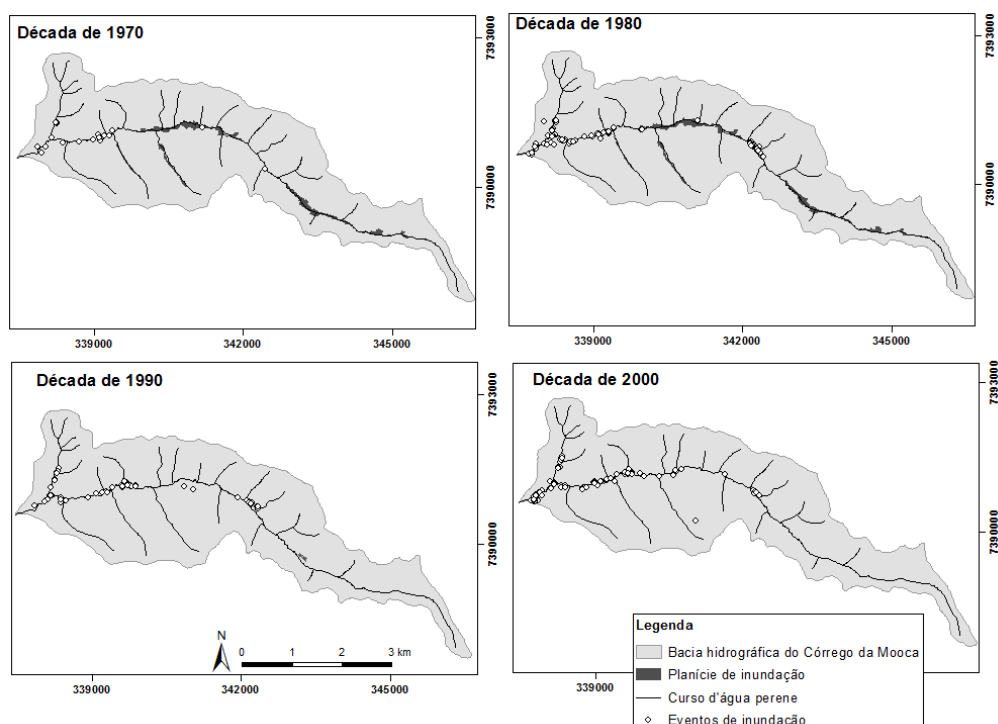 Década de 1970
7393000
7390000
339000 342000 345000
Década de 1980
7393000
7390000
339000 342000 345000
Década de 1990
7393000
7390000
N
0 1 2 3 km
339000 342000 345000
Década de 2000
7393000
7390000
339000
Legenda
Bacia hidrográfica do Córrego da Mooca
Planície de inundação
Curso d'água perene
Eventos de inundação